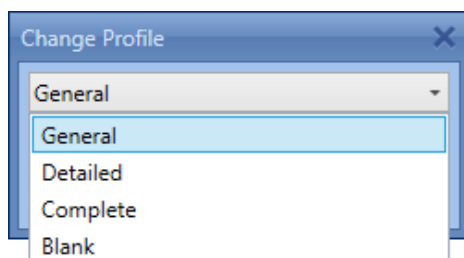 Change Profile
General
General
Detailed
Complete
Blank